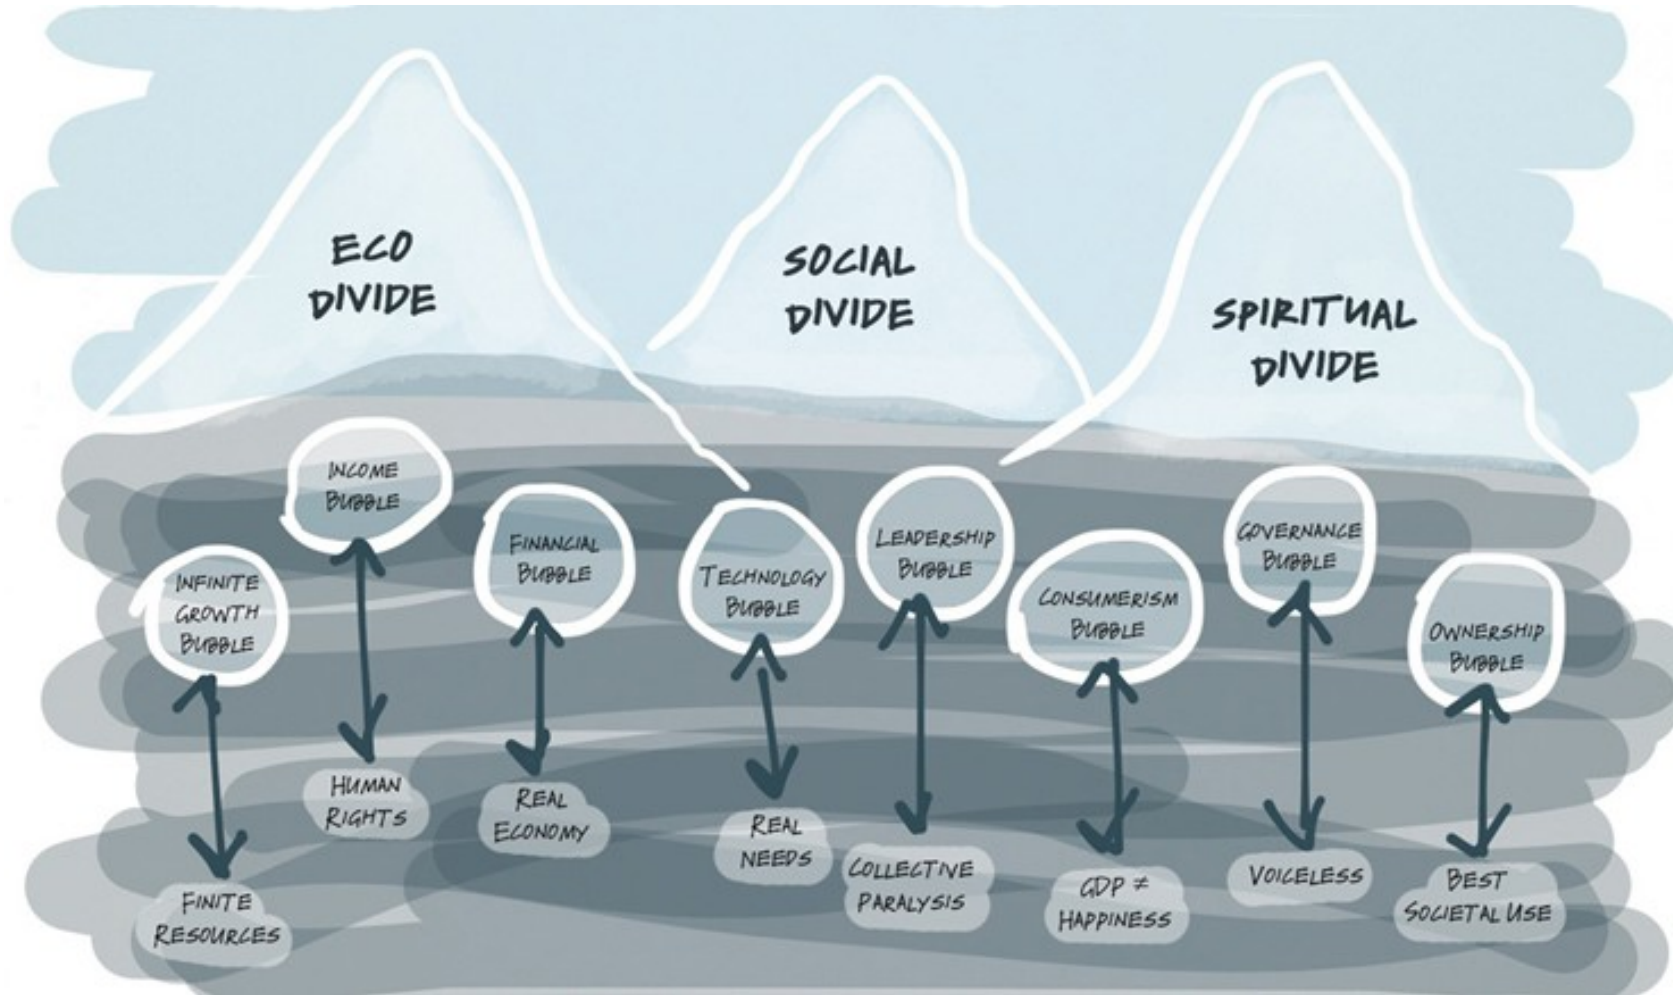 ECO
DIVIDE
SOCIAL
DIVIDE
SPIRITUAL
DIVIDE
INFINITE
GROWTH
BUBBLE
INCOME
BUBBLE
FINANCIAL
BUBBLE
TECHNOLOGY
BUBBLE
LEADERSHIP
BUBBLE
CONSUMERISM
BUBBLE
GOVERNANCE
BUBBLE
OWNERSHIP
BUBBLE
FINITE
RESOURCES
HUMAN
RIGHTS
REAL
ECONOMY
REAL
NEEDS
COLLECTIVE
PARALYSIS
GDP ≠
HAPPINESS
VOICELESS
BEST
SOCIETAL USE